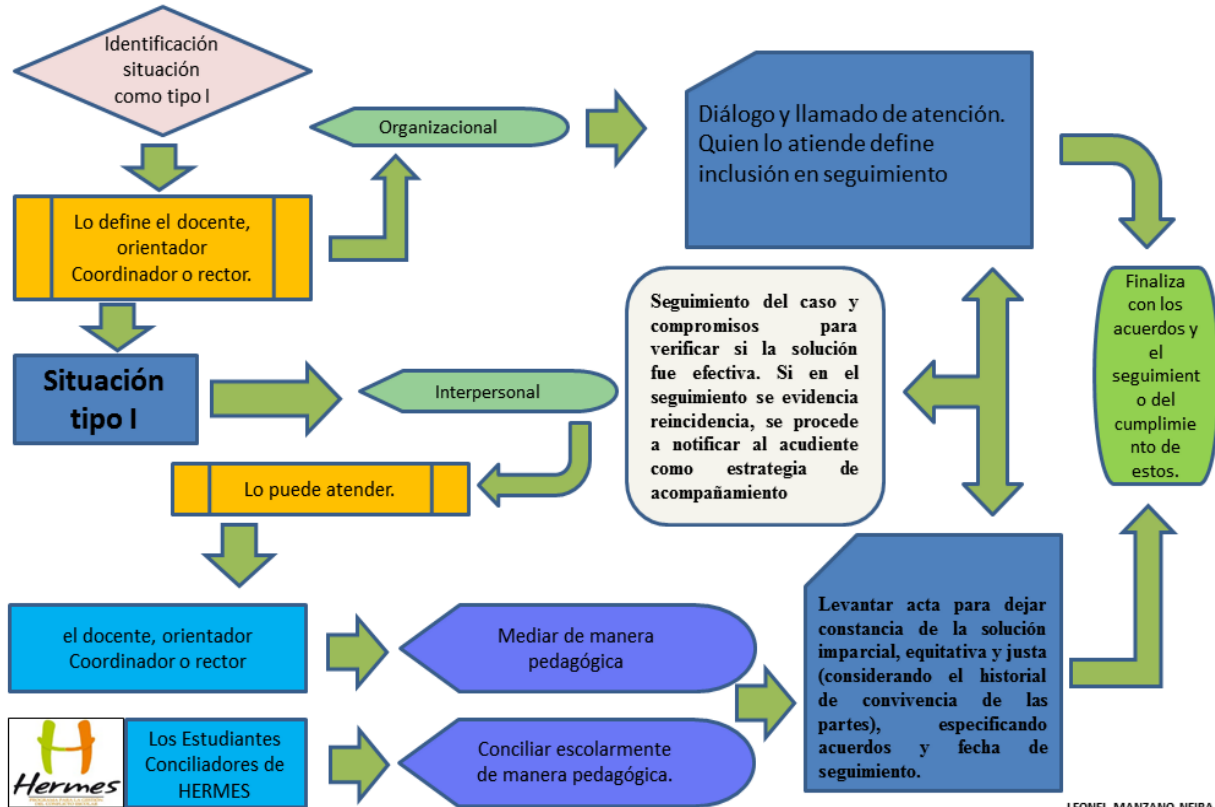 Identificación
situación
como tipo I
Organizacional
Diálogo y llamado de atención.
Quien lo atiende define
inclusión en seguimiento
Lo define el docente,
orientador
Coordinador o rector.
Situación
tipo I
Interpersonal
Seguimiento del caso y
compromisos para
verificar si la solución
fue efectiva. Si en el
seguimiento se evidencia
reincidencia, se procede
a notificar al acudiente
como estrategia de
acompañamiento
Finaliza
con los
acuerdos y
el
seguimient
o del
cumplimie
nto de
estos.
Lo puede atender.
el docente, orientador
Coordinador o rector
Mediar de manera
pedagógica
Levantar acta para dejar
constancia de la solución
imparcial, equitativa y justa
(considerando el historial
de convivencia de las
partes), especificando
acuerdos y fecha de
seguimiento.
Hermes
Los Estudiantes
Conciliadores de
HERMES
Conciliar escolarmente
de manera pedagógica.
LEONEL MANZANO NEIRA